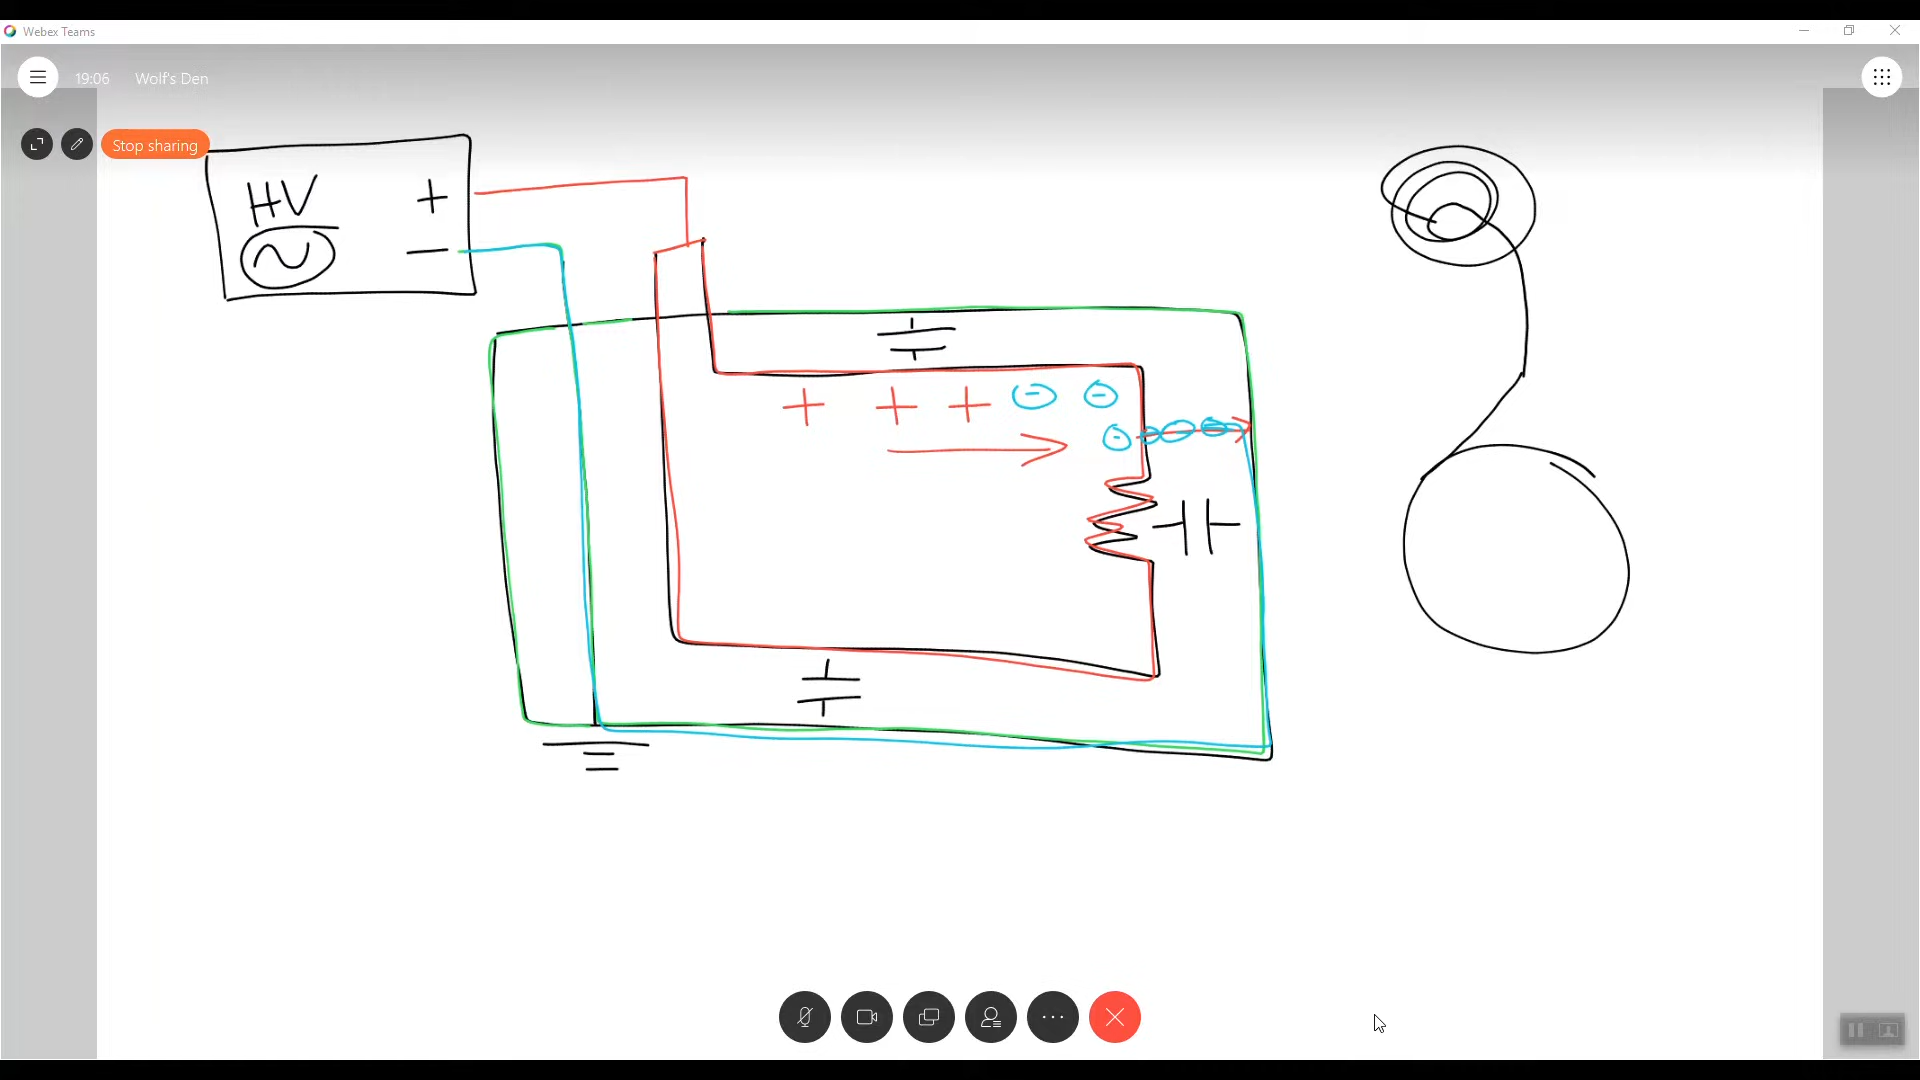 Webex Teams
19:06 Wolf's Den
Stop sharing
HV +
−
+ + + - -
-